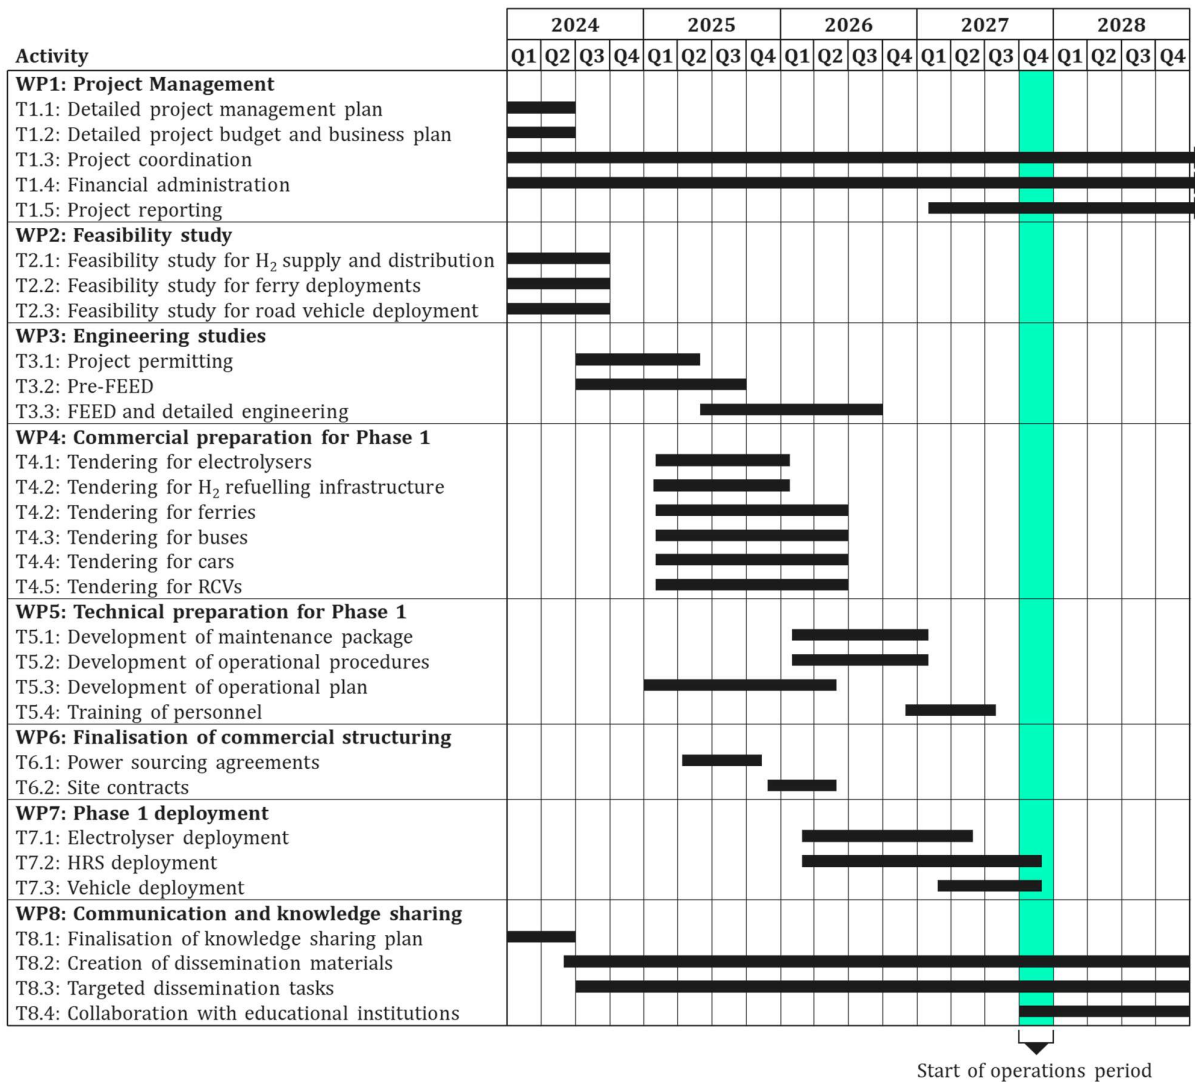 2024 2025 2026 2027 2028
Activity Q1 Q2 Q3 Q4 Q1 Q2 Q3 Q4 Q1 Q2 Q3 Q4 Q1 Q2 Q3 Q4 Q1 Q2 Q3 Q4
WP1: Project Management
T1.1: Detailed project management plan
T1.2: Detailed project budget and business plan
T1.3: Project coordination
T1.4: Financial administration
T1.5: Project reporting
WP2: Feasibility study
T2.1: Feasibility study for H₂ supply and distribution
T2.2: Feasibility study for ferry deployments
T2.3: Feasibility study for road vehicle deployment
WP3: Engineering studies
T3.1: Project permitting
T3.2: Pre-FEED
T3.3: FEED and detailed engineering
WP4: Commercial preparation for Phase 1
T4.1: Tendering for electrolysers
T4.2: Tendering for H₂ refuelling infrastructure
T4.2: Tendering for ferries
T4.3: Tendering for buses
T4.4: Tendering for cars
T4.5: Tendering for RCVs
WP5: Technical preparation for Phase 1
T5.1: Development of maintenance package
T5.2: Development of operational procedures
T5.3: Development of operational plan
T5.4: Training of personnel
WP6: Finalisation of commercial structuring
T6.1: Power sourcing agreements
T6.2: Site contracts
WP7: Phase 1 deployment
T7.1: Electrolyser deployment
T7.2: HRS deployment
T7.3: Vehicle deployment
WP8: Communication and knowledge sharing
T8.1: Finalisation of knowledge sharing plan
T8.2: Creation of dissemination materials
T8.3: Targeted dissemination tasks
T8.4: Collaboration with educational institutions
Start of operations period